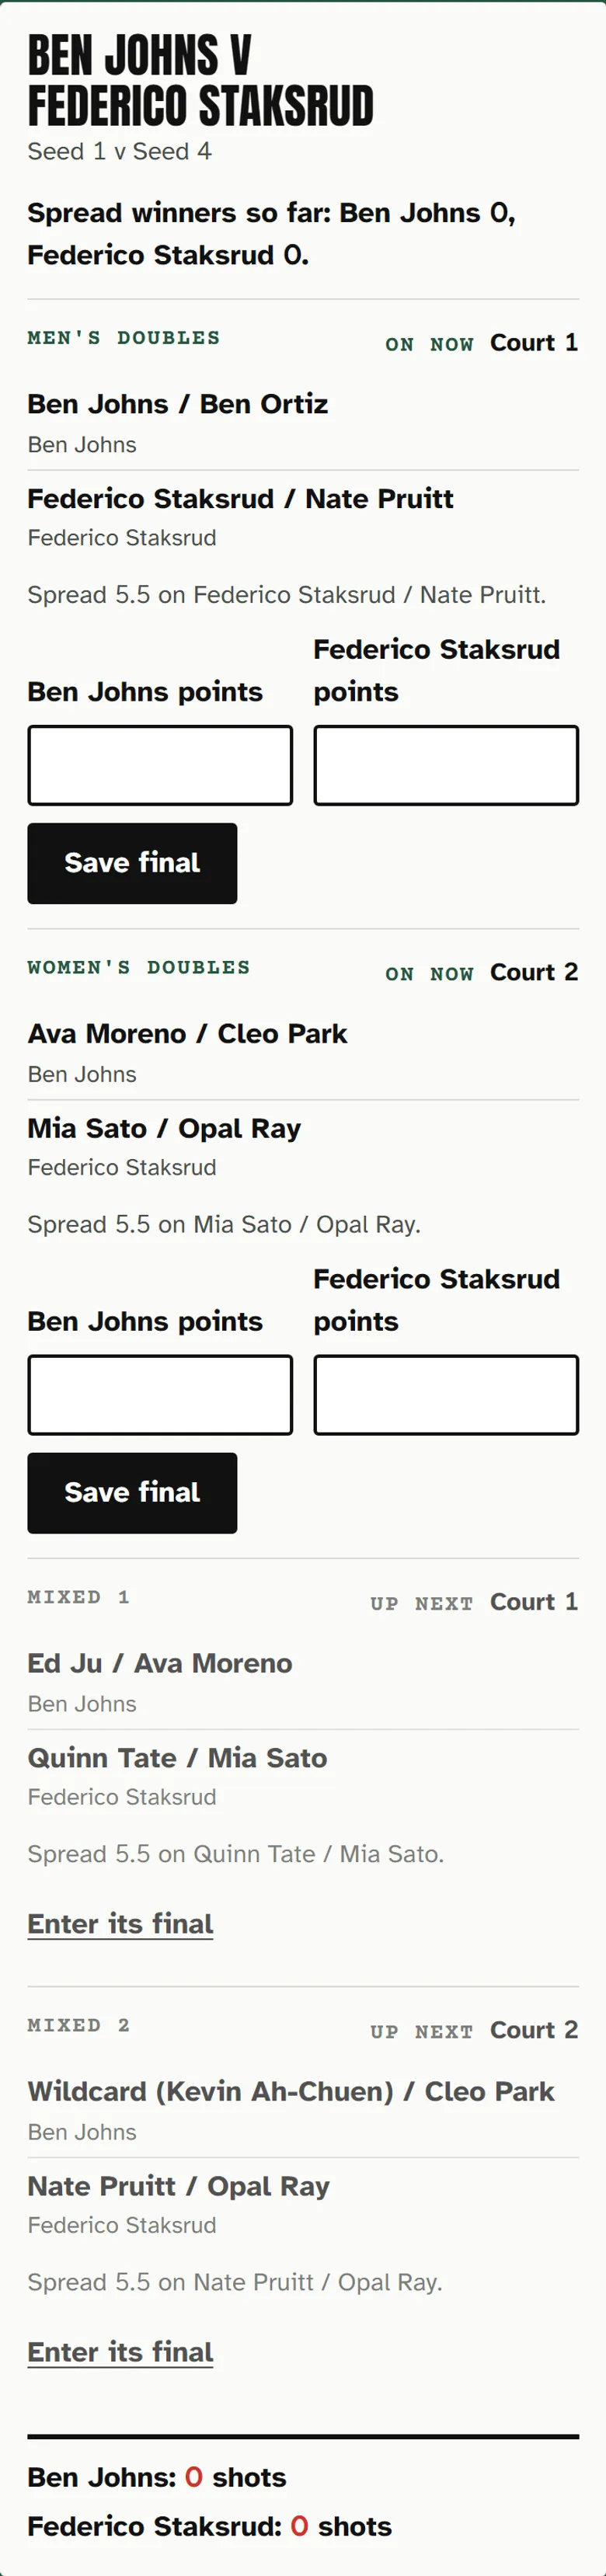 BEN JOHNS V
FEDERICO STAKSRUD
Seed 1 v Seed 4
Spread winners so far: Ben Johns 0,
Federico Staksrud 0.
MEN'S DOUBLES
ON NOW Court 1
Ben Johns / Ben Ortiz
Ben Johns
Federico Staksrud / Nate Pruitt
Federico Staksrud
Spread 5.5 on Federico Staksrud / Nate Pruitt.
Ben Johns points
Federico Staksrud
points
Save final
WOMEN'S DOUBLES
ON NOW Court 2
Ava Moreno / Cleo Park
Ben Johns
Mia Sato / Opal Ray
Federico Staksrud
Spread 5.5 on Mia Sato / Opal Ray.
Ben Johns points
Federico Staksrud
points
Save final
MIXED 1
UP NEXT Court 1
Ed Ju / Ava Moreno
Ben Johns
Quinn Tate / Mia Sato
Federico Staksrud
Spread 5.5 on Quinn Tate / Mia Sato.
Enter its final
MIXED 2
UP NEXT Court 2
Wildcard (Kevin Ah-Chuen) / Cleo Park
Ben Johns
Nate Pruitt / Opal Ray
Federico Staksrud
Spread 5.5 on Nate Pruitt / Opal Ray.
Enter its final
Ben Johns: 0 shots
Federico Staksrud: 0 shots